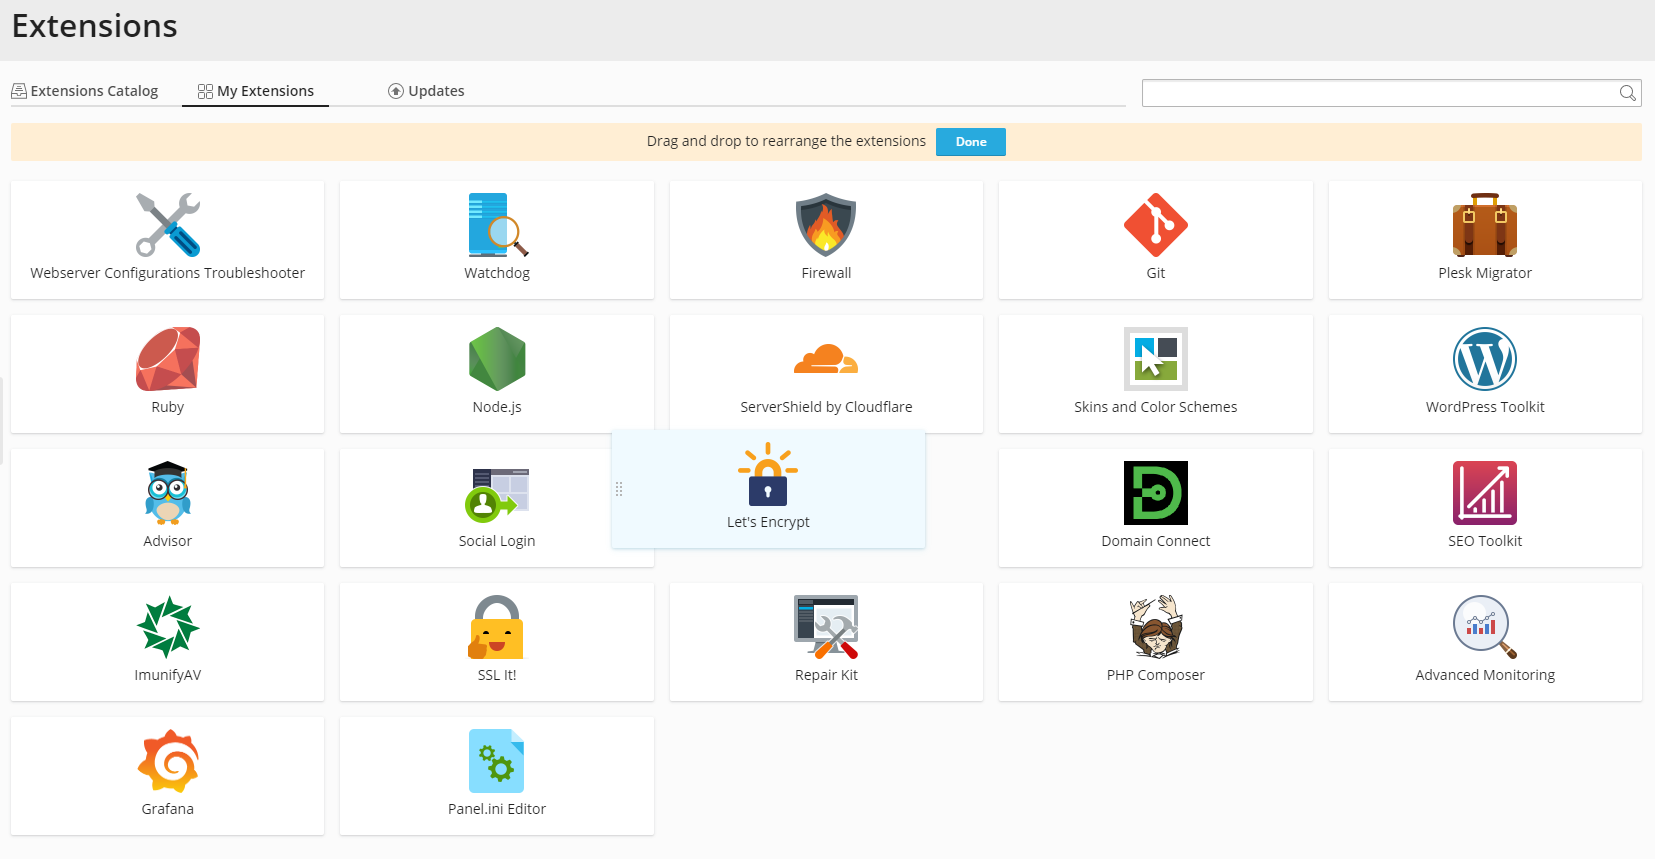 Extensions
Extensions Catalog
My Extensions
Updates
Drag and drop to rearrange the extensions
Done
Webserver Configurations Troubleshooter
Watchdog
Firewall
Git
Plesk Migrator
Ruby
Node.js
ServerShield by Cloudflare
Skins and Color Schemes
WordPress Toolkit
Advisor
Social Login
Let's Encrypt
Domain Connect
SEO Toolkit
ImunifyAV
SSL It!
Repair Kit
PHP Composer
Advanced Monitoring
Grafana
Panel.ini Editor